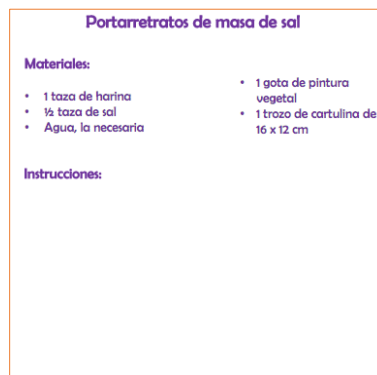 Portarretratos de masa de sal
Materiales:
• 1 taza de harina
• ½ taza de sal
• Agua, la necesaria
• 1 gota de pintura
vegetal
• 1 trozo de cartulina de
16 x 12 cm
Instrucciones: